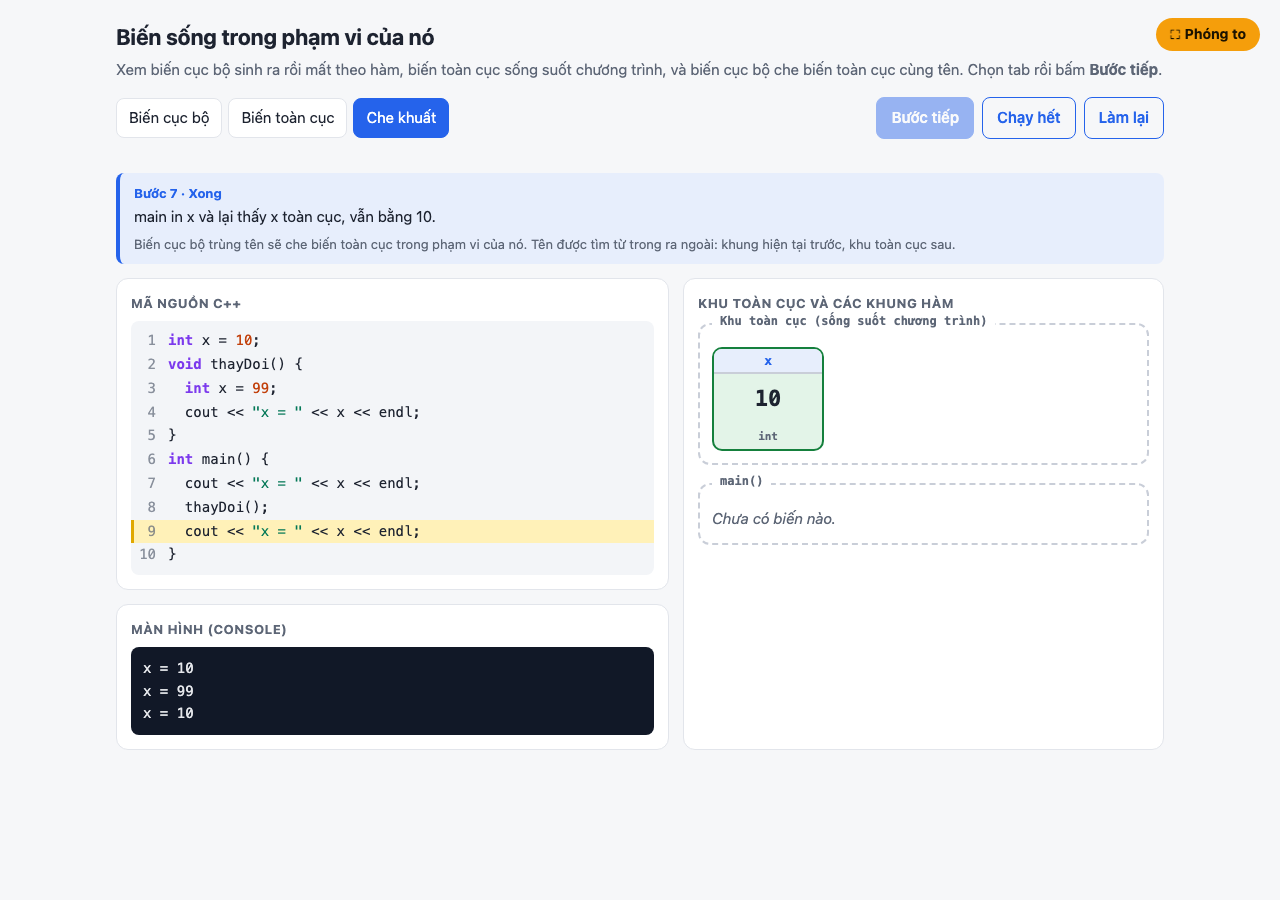 Biến sống trong phạm vi của nó
⛶ Phóng to
Xem biến cục bộ sinh ra rồi mất theo hàm, biến toàn cục sống suốt chương trình, và biến cục bộ che biến toàn cục cùng tên. Chọn tab rồi bấm Bước tiếp.
Biến cục bộ
Biến toàn cục
Che khuất
Bước tiếp
Chạy hết
Làm lại
Bước 7 · Xong
main in x và lại thấy x toàn cục, vẫn bằng 10.
Biến cục bộ trùng tên sẽ che biến toàn cục trong phạm vi của nó. Tên được tìm từ trong ra ngoài: khung hiện tại trước, khu toàn cục sau.
MÃ NGUỒN C++
1 int x = 10;
2 void thayDoi() {
3   int x = 99;
4   cout << "x = " << x << endl;
5 }
6 int main() {
7   cout << "x = " << x << endl;
8   thayDoi();
9   cout << "x = " << x << endl;
10 }
MÀN HÌNH (CONSOLE)
x = 10
x = 99
x = 10
KHU TOÀN CỤC VÀ CÁC KHUNG HÀM
Khu toàn cục (sống suốt chương trình)
x
10
int
main()
Chưa có biến nào.